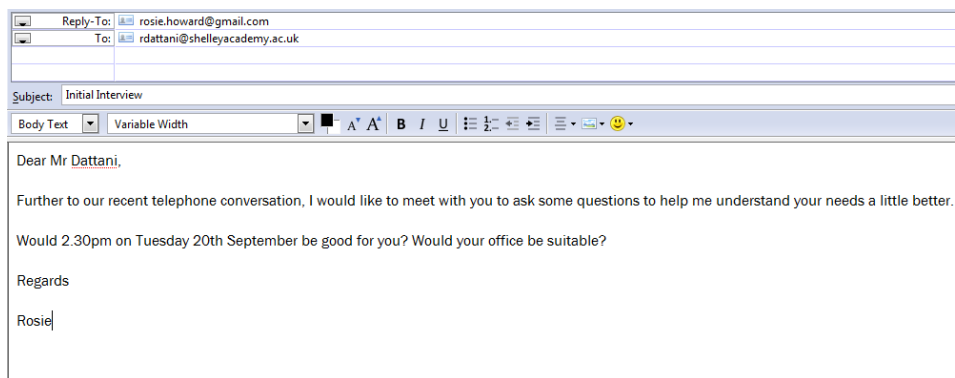 Reply-To: rosie.howard@gmail.com
To: rdattani@shelleyacademy.ac.uk
Subject: Initial Interview
Body Text Variable Width A A B I U
Dear Mr Dattani,
Further to our recent telephone conversation, I would like to meet with you to ask some questions to help me understand your needs a little better.
Would 2.30pm on Tuesday 20th September be good for you? Would your office be suitable?
Regards
Rosie